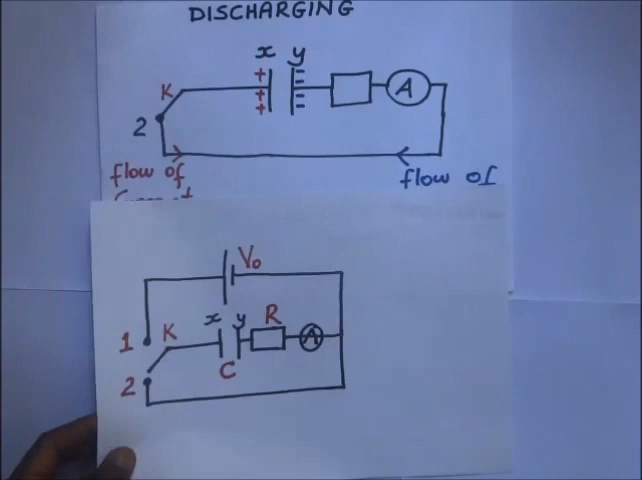 DISCHARGING
x y
+ 
+
+
K
A
2
flow of
flow of
V₀
x y R
1 K
A
2 C